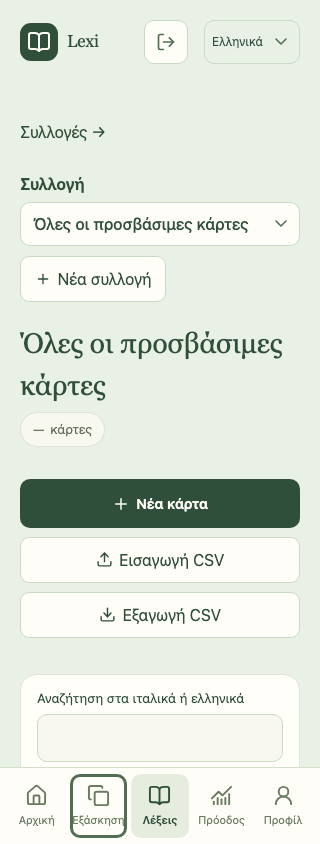 Lexi
Ελληνικά
Συλλογές →
Συλλογή
Όλες οι προσβάσιμες κάρτες
+ Νέα συλλογή
Όλες οι προσβάσιμες
κάρτες
— κάρτες
+ Νέα κάρτα
Εισαγωγή CSV
Εξαγωγή CSV
Αναζήτηση στα ιταλικά ή ελληνικά
Αρχική
Εξάσκηση
Λέξεις
Πρόοδος
Προφίλ